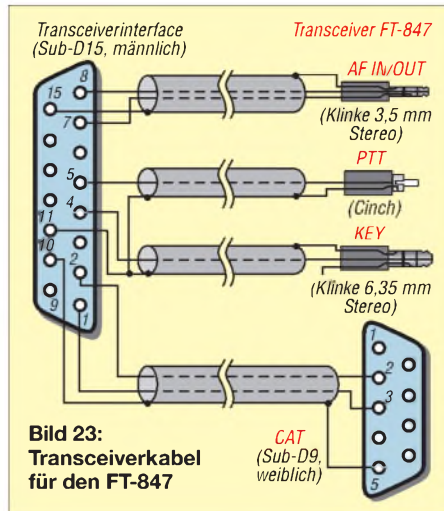 Transceiverinterface
(Sub-D15, männlich)
Transceiver FT-847
AF IN/OUT
(Klinke 3,5 mm
Stereo)
PTT
(Cinch)
KEY
(Klinke 6,35 mm
Stereo)
8
15
7
5
4
11
10
2
9
1
1
2
3
5
CAT
(Sub-D9,
weiblich)
Bild 23:
Transceiverkabel
für den FT-847